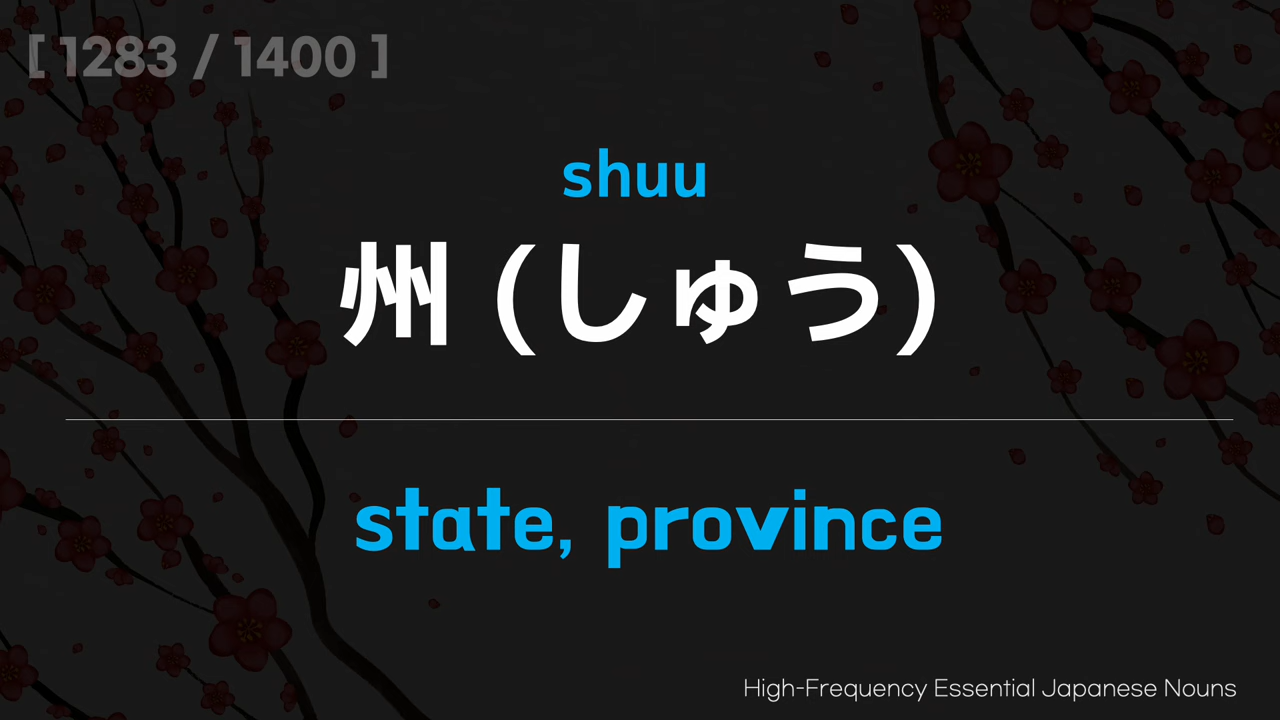 [ 1283 / 1400 ]
shuu
州 (しゅう)
state, province
High-Frequency Essential Japanese Nouns